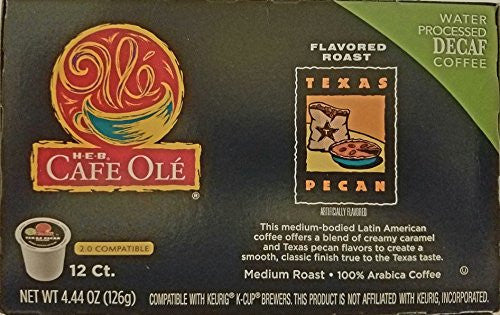 WATER
PROCESSED
DECAF
COFFEE
Olé
H-E-B
CAFE OLÉ®
FLAVORED
ROAST
TEXAS
PECAN
ARTIFICIALLY FLAVORED
This medium-bodied Latin American
coffee offers a blend of creamy caramel
and Texas pecan flavors to create a
smooth, classic finish true to the Texas taste.
Medium Roast • 100% Arabica Coffee
TEXAS PECAN
2.0 COMPATIBLE
12 Ct.
NET WT 4.44 OZ (126g)
COMPATIBLE WITH KEURIG® K-CUP® BREWERS. THIS PRODUCT IS NOT AFFILIATED WITH KEURIG, INCORPORATED.